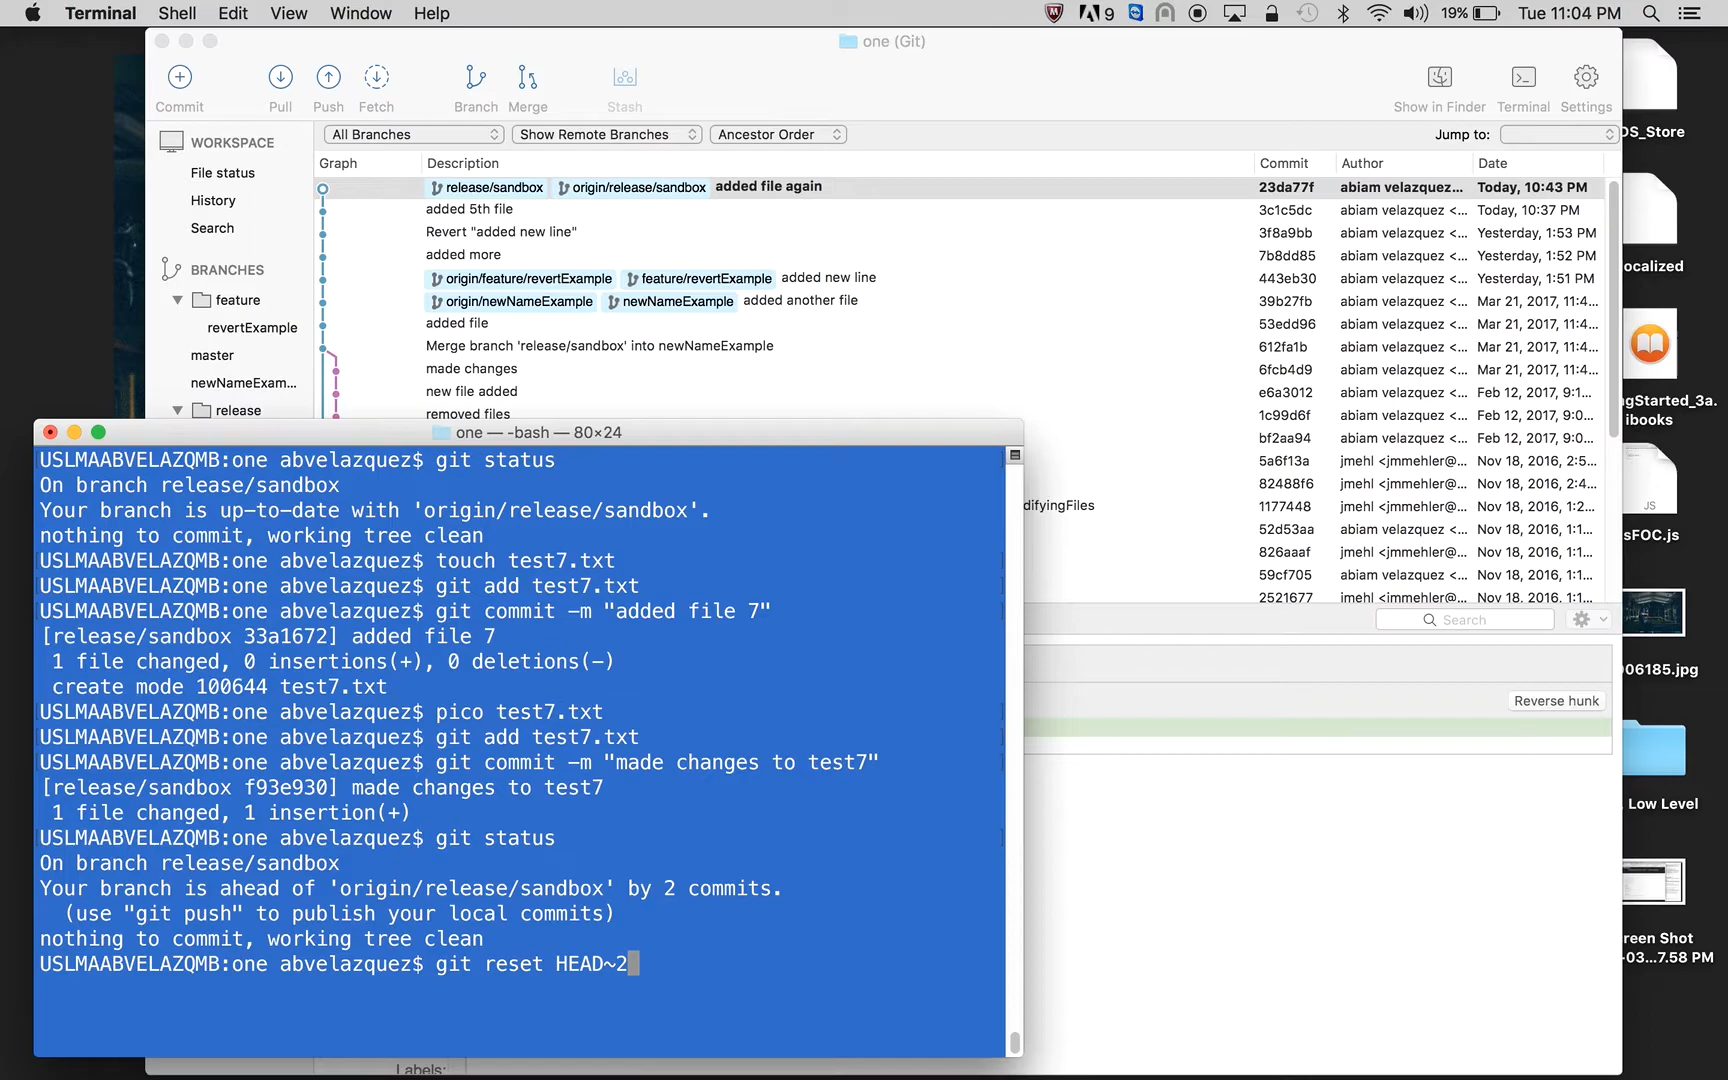 Terminal Shell Edit View Window Help 9 19% Tue 11:04 PM
one (Git)
Commit Pull Push Fetch Branch Merge Stash Show in Finder Terminal Settings
WORKSPACE
File status
History
Search
BRANCHES
feature
revertExample
master
newNameExam...
release
All Branches Show Remote Branches Ancestor Order Jump to:
Graph Description Commit Author Date
release/sandbox origin/release/sandbox added file again 23da77f abiam velazquez... Today, 10:43 PM
added 5th file 3c1c5dc abiam velazquez <... Today, 10:37 PM
Revert "added new line" 3f8a9bb abiam velazquez <... Yesterday, 1:53 PM
added more 7b8dd85 abiam velazquez <... Yesterday, 1:52 PM
origin/feature/revertExample feature/revertExample added new line 443eb30 abiam velazquez <... Yesterday, 1:51 PM
origin/newNameExample newNameExample added another file 39b27fb abiam velazquez <... Mar 21, 2017, 11:4...
added file 53edd96 abiam velazquez <... Mar 21, 2017, 11:4...
Merge branch 'release/sandbox' into newNameExample 612fa1b abiam velazquez <... Mar 21, 2017, 11:4...
made changes 6fcb4d9 abiam velazquez <... Mar 21, 2017, 11:4...
new file added e6a3012 abiam velazquez <... Feb 12, 2017, 9:1...
removed files 1c99d6f abiam velazquez <... Feb 12, 2017, 9:0...
bf2aa94 abiam velazquez <... Feb 12, 2017, 9:0...
5a6f13a jmehl <jmmehler@... Nov 18, 2016, 2:5...
82488f6 jmehl <jmmehler@... Nov 18, 2016, 2:4...
difyingFiles 1177448 jmehl <jmmehler@... Nov 18, 2016, 1:2...
52d53aa abiam velazquez <... Nov 18, 2016, 1:1...
826aaaf jmehl <jmmehler@... Nov 18, 2016, 1:1...
59cf705 abiam velazquez <... Nov 18, 2016, 1:1...
2521677 jmehl <jmmehler@... Nov 18, 2016, 1:1...
Search
Reverse hunk
Labels:
one — -bash — 80×24
USLMAABVELAZQMB:one abvelazquez$ git status
On branch release/sandbox
Your branch is up-to-date with 'origin/release/sandbox'.
nothing to commit, working tree clean
USLMAABVELAZQMB:one abvelazquez$ touch test7.txt
USLMAABVELAZQMB:one abvelazquez$ git add test7.txt
USLMAABVELAZQMB:one abvelazquez$ git commit -m "added file 7"
[release/sandbox 33a1672] added file 7
1 file changed, 0 insertions(+), 0 deletions(-)
create mode 100644 test7.txt
USLMAABVELAZQMB:one abvelazquez$ pico test7.txt
USLMAABVELAZQMB:one abvelazquez$ git add test7.txt
USLMAABVELAZQMB:one abvelazquez$ git commit -m "made changes to test7"
[release/sandbox f93e930] made changes to test7
1 file changed, 1 insertion(+)
USLMAABVELAZQMB:one abvelazquez$ git status
On branch release/sandbox
Your branch is ahead of 'origin/release/sandbox' by 2 commits.
(use "git push" to publish your local commits)
nothing to commit, working tree clean
USLMAABVELAZQMB:one abvelazquez$ git reset HEAD~2
DS_Store
ocalized
ngStarted_3a.
ibooks
JS
sFOC.js
06185.jpg
Low Level
reen Shot
-03...7.58 PM